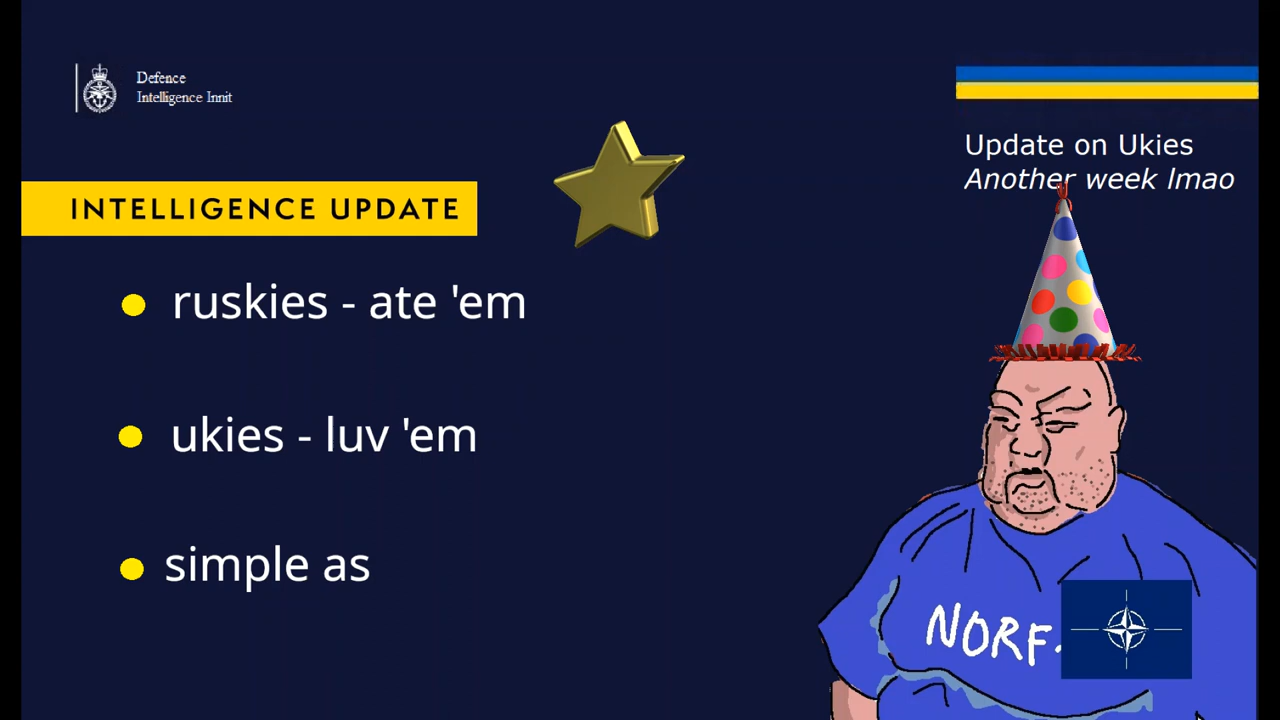 Defence
Intelligence Innit
Update on Ukies
Another week lmao
INTELLIGENCE UPDATE
ruskies - ate 'em
ukies - luv 'em
simple as
NORF